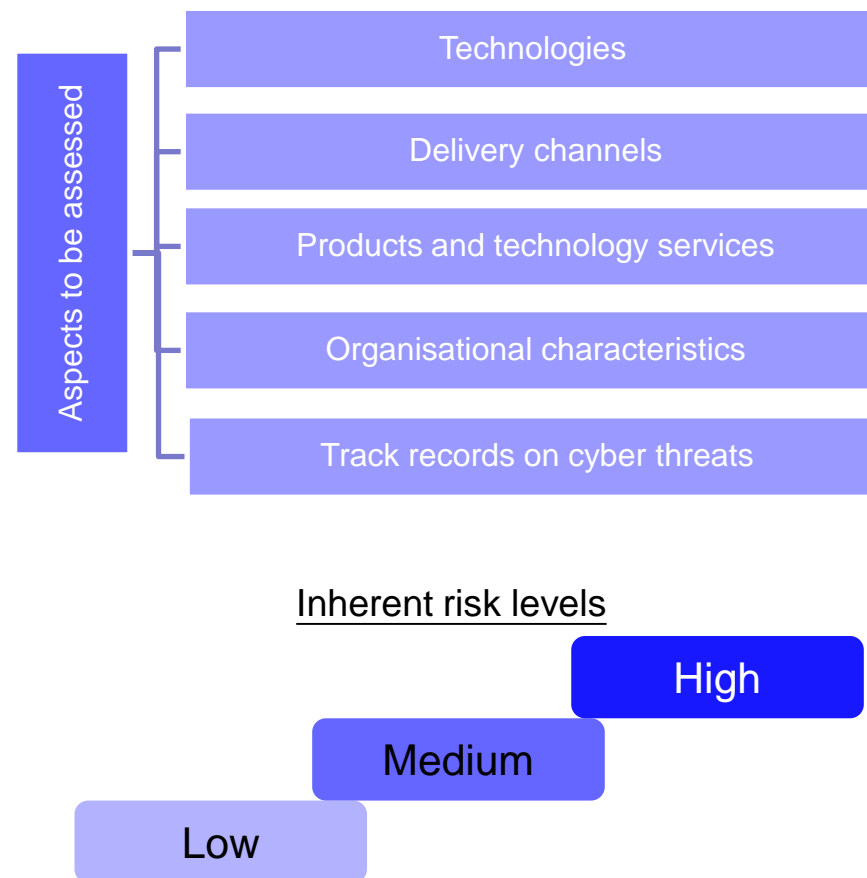 Aspects to be assessed
Technologies
Delivery channels
Products and technology services
Organisational characteristics
Track records on cyber threats
Inherent risk levels
High
Medium
Low